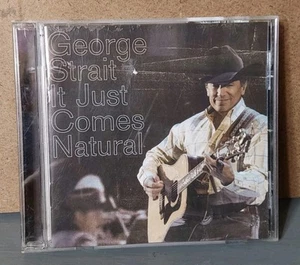 George
Strait
It Just
Comes
Natural